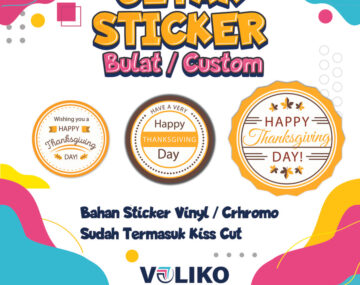 CETAK
STICKER
Bulat / Custom
Wishing you a
HAPPY
Thanksgiving
DAY!
HAVE A VERY
Happy
THANKSGIVING
Day
HAPPY
Thanksgiving
DAY!
Bahan Sticker Vinyl / Crhromo
Sudah Termasuk Kiss Cut
VOLIKO